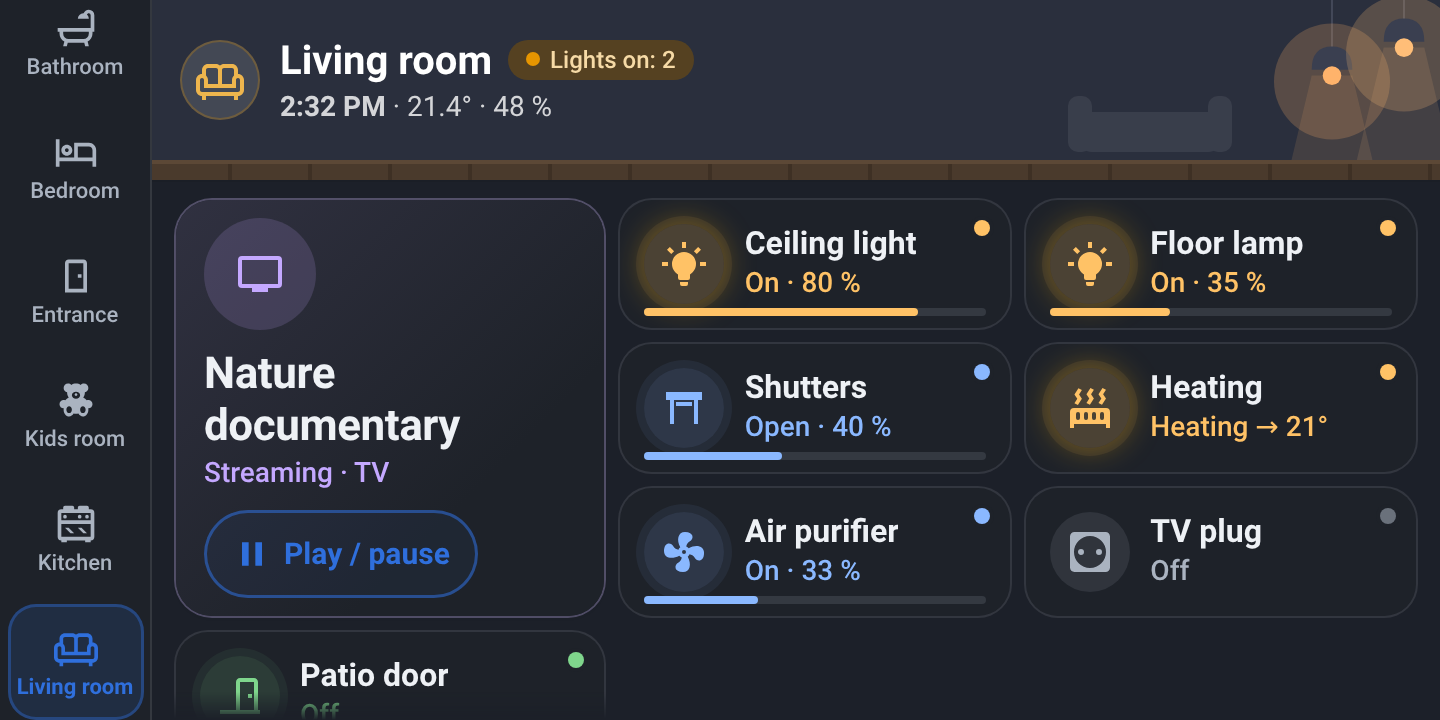 Bathroom
Bedroom
Entrance
Kids room
Kitchen
Living room
Living room
Lights on: 2
2:32 PM · 21.4° · 48 %
Nature
documentary
Streaming · TV
Play / pause
Ceiling light
On · 80 %
Floor lamp
On · 35 %
Shutters
Open · 40 %
Heating
Heating → 21°
Air purifier
On · 33 %
TV plug
Off
Patio door
Off